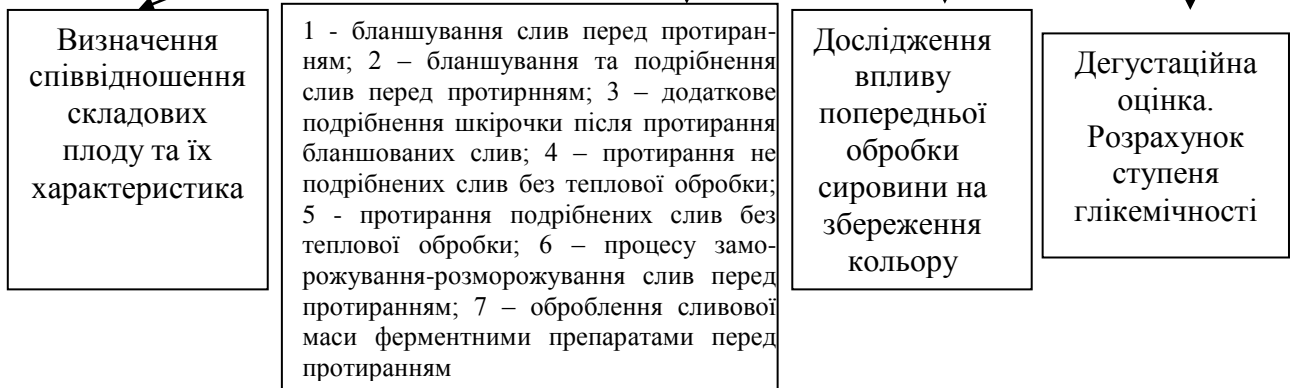 Визначення
співвідношення
складових
плоду та їх
характеристика
1 - бланшування слив перед протиран-
ням; 2 – бланшування та подрібнення
слив перед протирнням; 3 – додаткове
подрібнення шкірочки після протирання
бланшованих слив; 4 – протирання не
подрібнених слив без теплової обробки;
5 - протирання подрібнених слив без
теплової обробки; 6 – процесу замо-
рожування-розморожування слив перед
протиранням; 7 – оброблення сливової
маси ферментними препаратами перед
протиранням
Дослідження
впливу
попередньої
обробки
сировини на
збереження
кольору
Дегустаційна
оцінка.
Розрахунок
ступеня
глікемічності